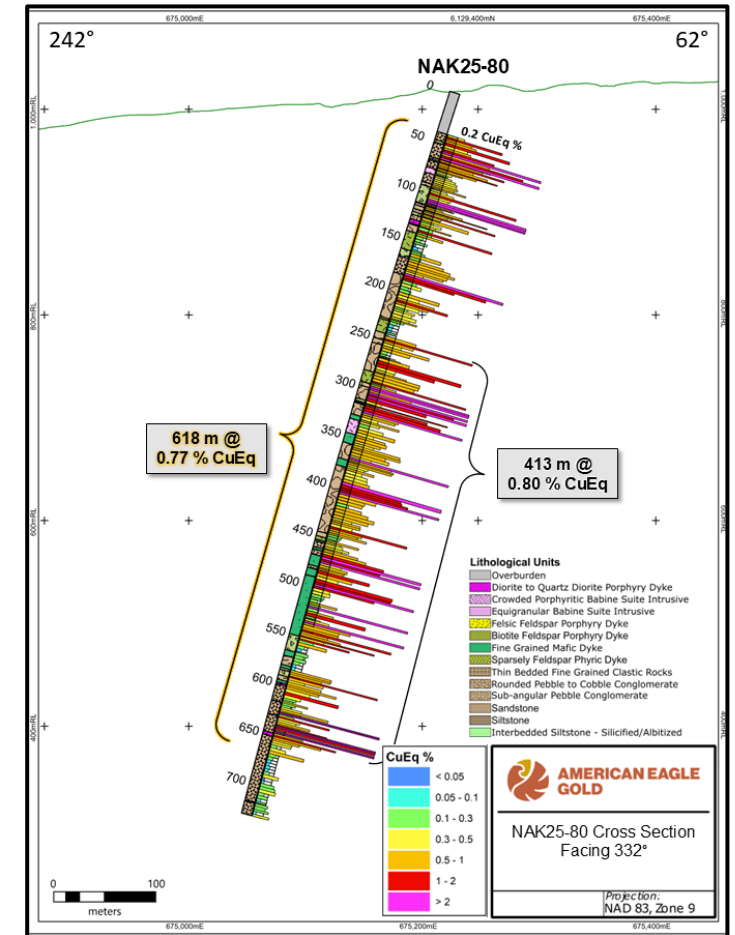 675,000mE
6,129,400mN
675,400mE
242°
62°
NAK25-80
0
1,000mRL
1,000mRL
50
0.2 CuEq %
100
150
200
800mRL
800mRL
250
300
350
618 m @
0.77 % CuEq
400
413 m @
0.80 % CuEq
450
600mRL
600mRL
500
550
600
650
400mRL
400mRL
700
Lithological Units
Overburden
Diorite to Quartz Diorite Porphyry Dyke
Crowded Porphyritic Babine Suite Intrusive
Equigranular Babine Suite Intrusive
Felsic Feldspar Porphyry Dyke
Biotite Feldspar Porphyry Dyke
Fine Grained Mafic Dyke
Sparsely Feldspar Phyric Dyke
Thin Bedded Fine Grained Clastic Rocks
Rounded Pebble to Cobble Conglomerate
Sub-angular Pebble Conglomerate
Sandstone
Siltstone
Interbedded Siltstone - Silicified/Albitized
CuEq %
< 0.05
0.05 - 0.1
0.1 - 0.3
0.3 - 0.5
0.5 - 1
1 - 2
> 2
AMERICAN EAGLE
GOLD
NAK25-80 Cross Section
Facing 332°
Projection:
NAD 83, Zone 9
0
100
meters
675,000mE
675,200mE
675,400mE